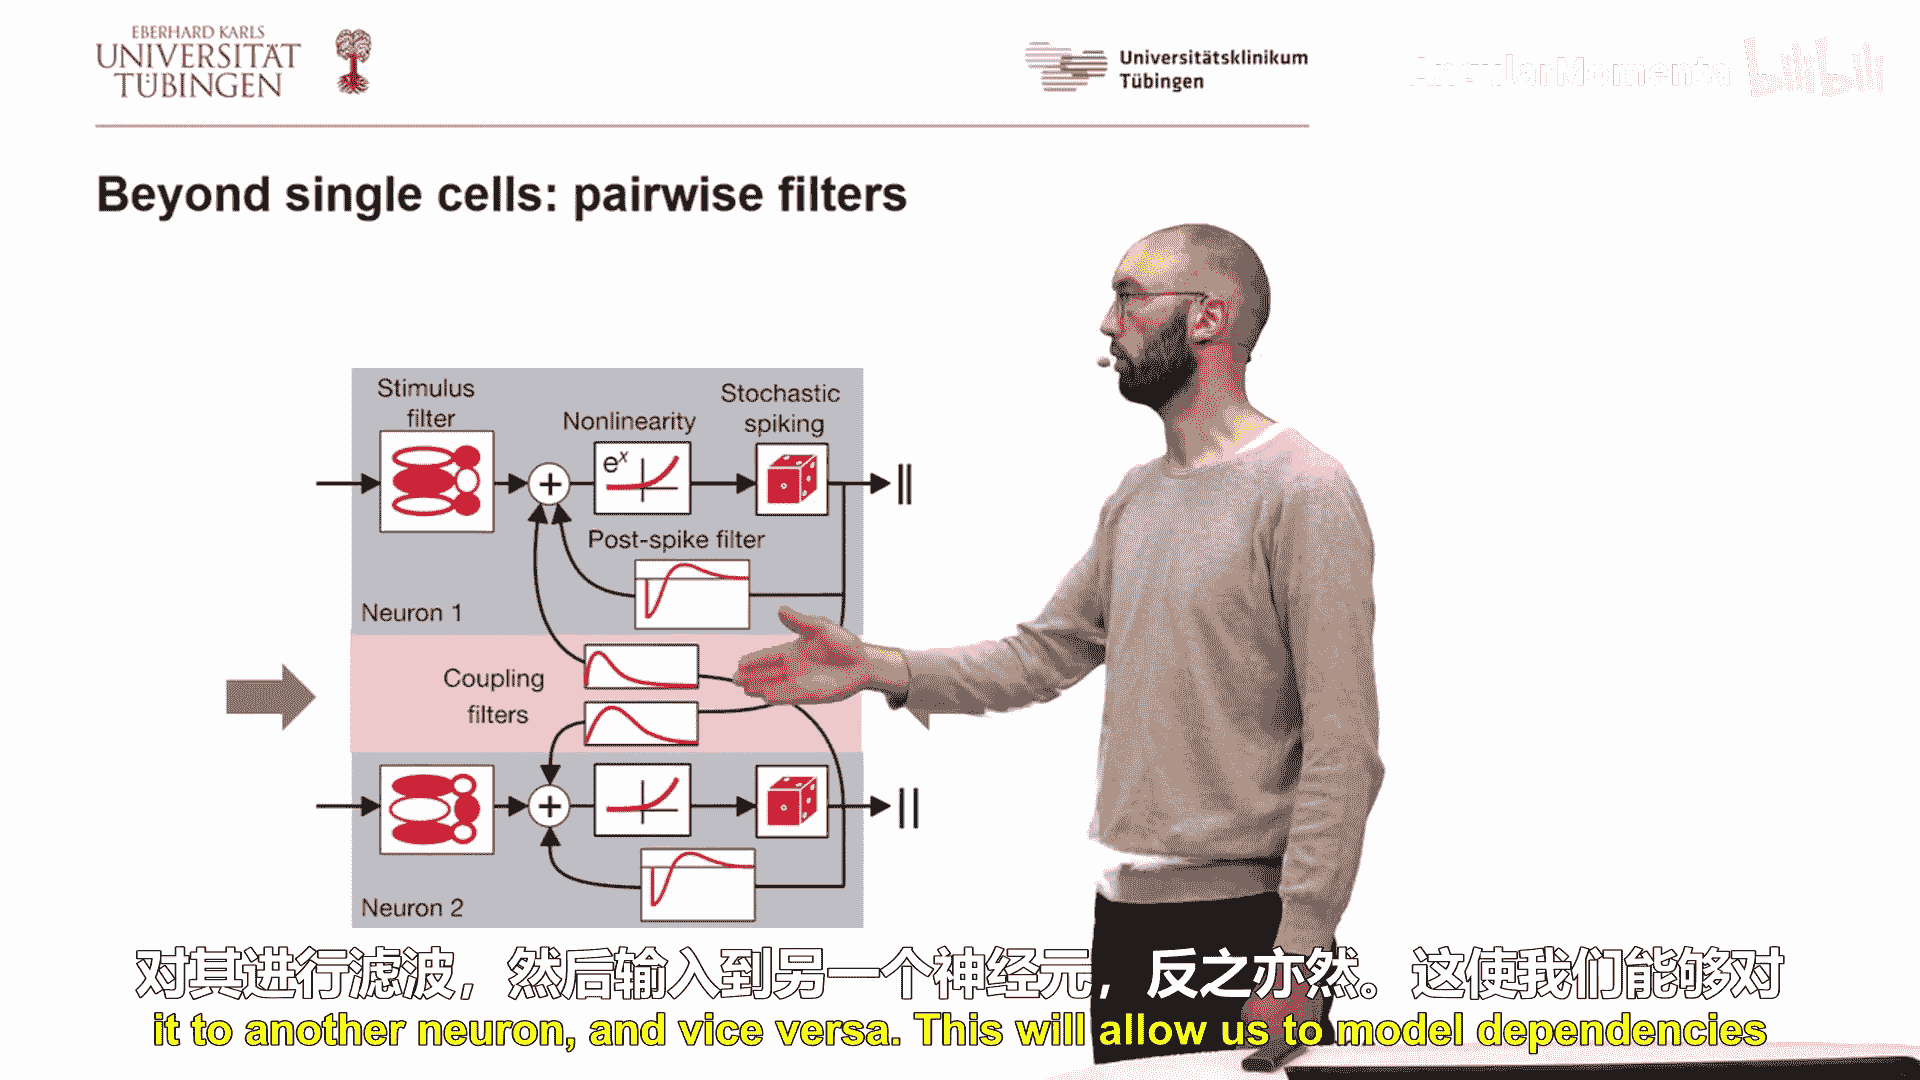 EBERHARD KARLS
UNIVERSITÄT
TÜBINGEN
Universitätsklinikum
Tübingen
AngularMomenta bilibili
Beyond single cells: pairwise filters
Stimulus
filter
Nonlinearity
Stochastic
spiking
eˣ
Post-spike filter
Neuron 1
Coupling
filters
Neuron 2
对其进行滤波，然后输入到另一个神经元，反之亦然。这使我们能够对
it to another neuron, and vice versa. This will allow us to model dependencies